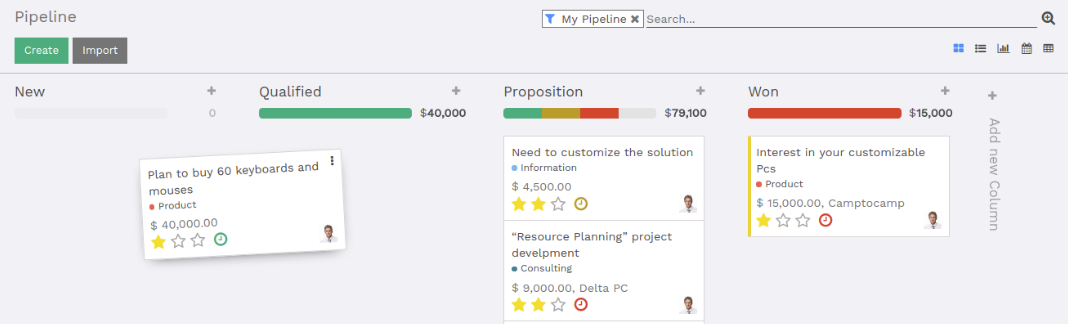 Pipeline
My Pipeline ✖ Search...
Create Import
New + 0
Qualified + $40,000
Proposition + $79,100
Won + $15,000
+ Add new Column
Plan to buy 60 keyboards and
mouses
Product
$ 40,000.00
Need to customize the solution
Information
$ 4,500.00
“Resource Planning” project
develpment
Consulting
$ 9,000.00, Delta PC
Interest in your customizable
Pcs
Product
$ 15,000.00, Camptocamp